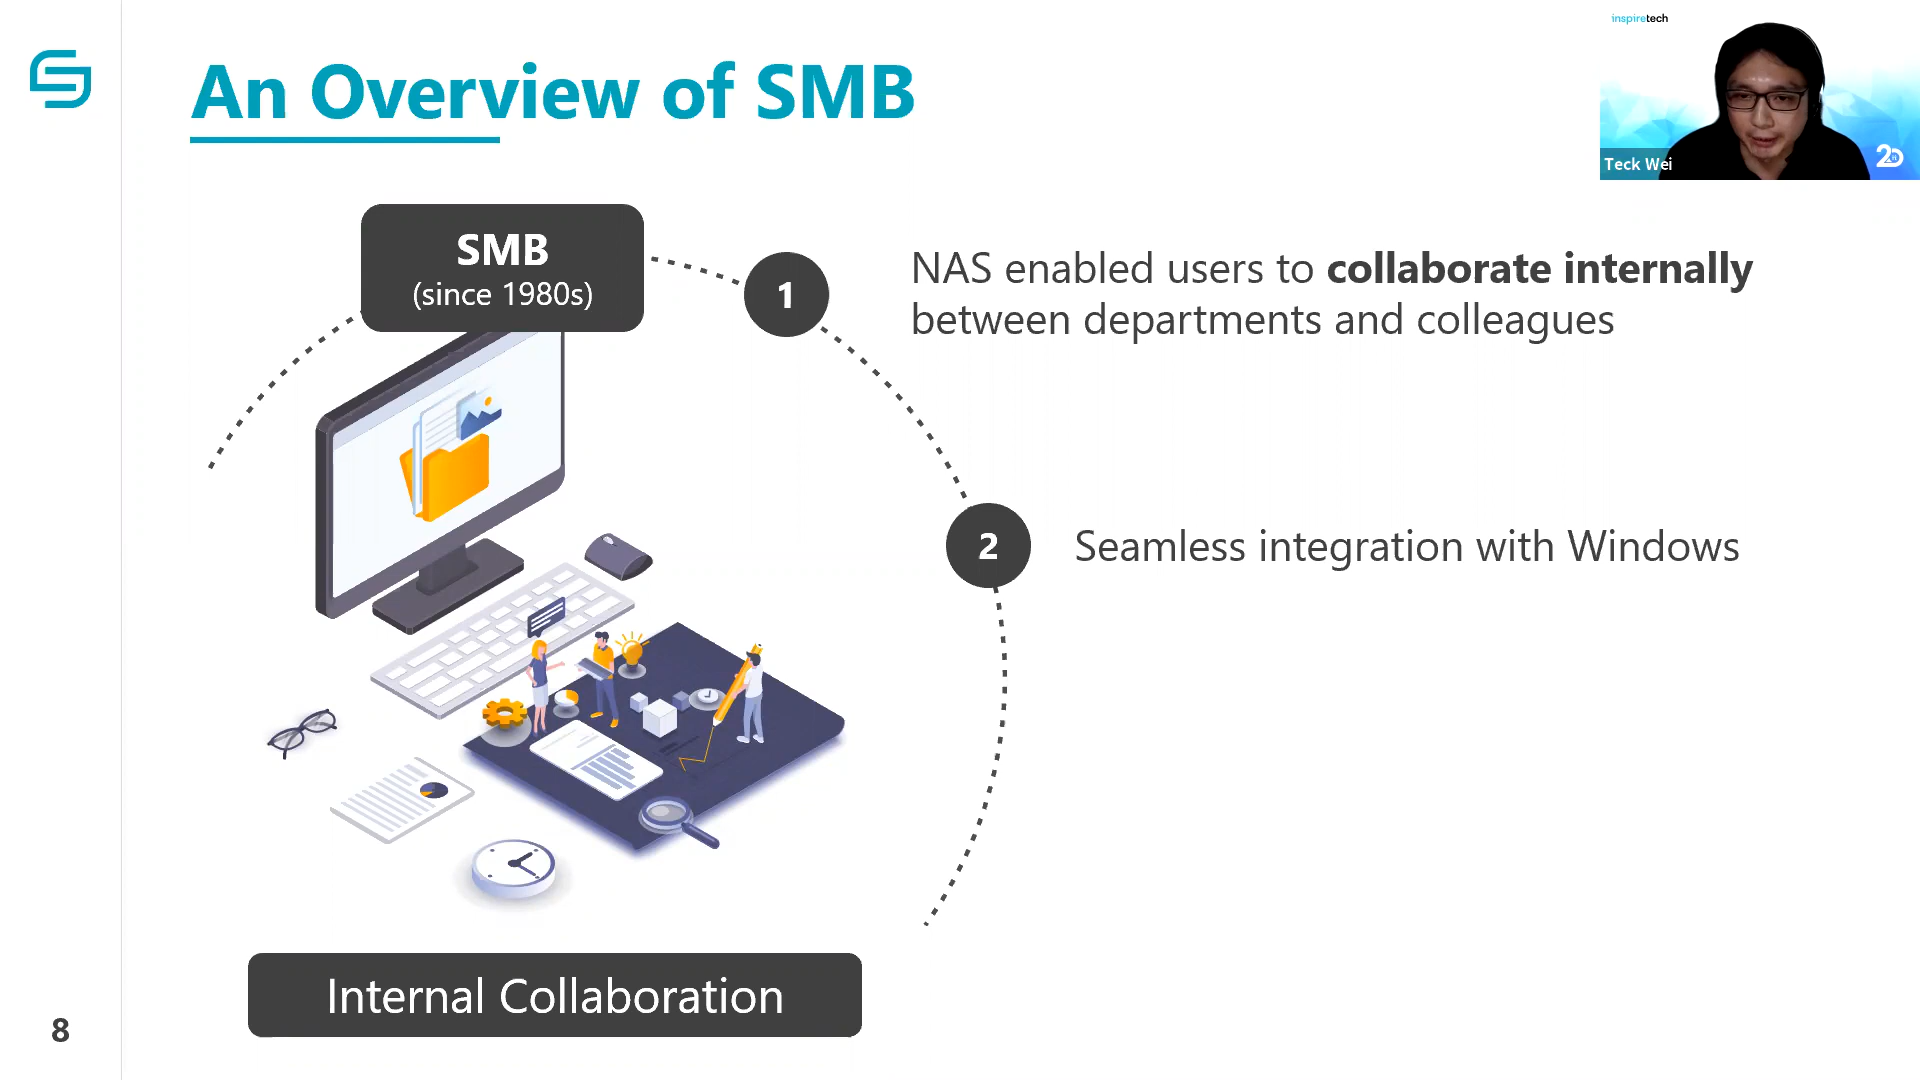 An Overview of SMB
inspiretech
Teck Wei
SMB
(since 1980s)
1
NAS enabled users to collaborate internally
between departments and colleagues
2
Seamless integration with Windows
Internal Collaboration
8